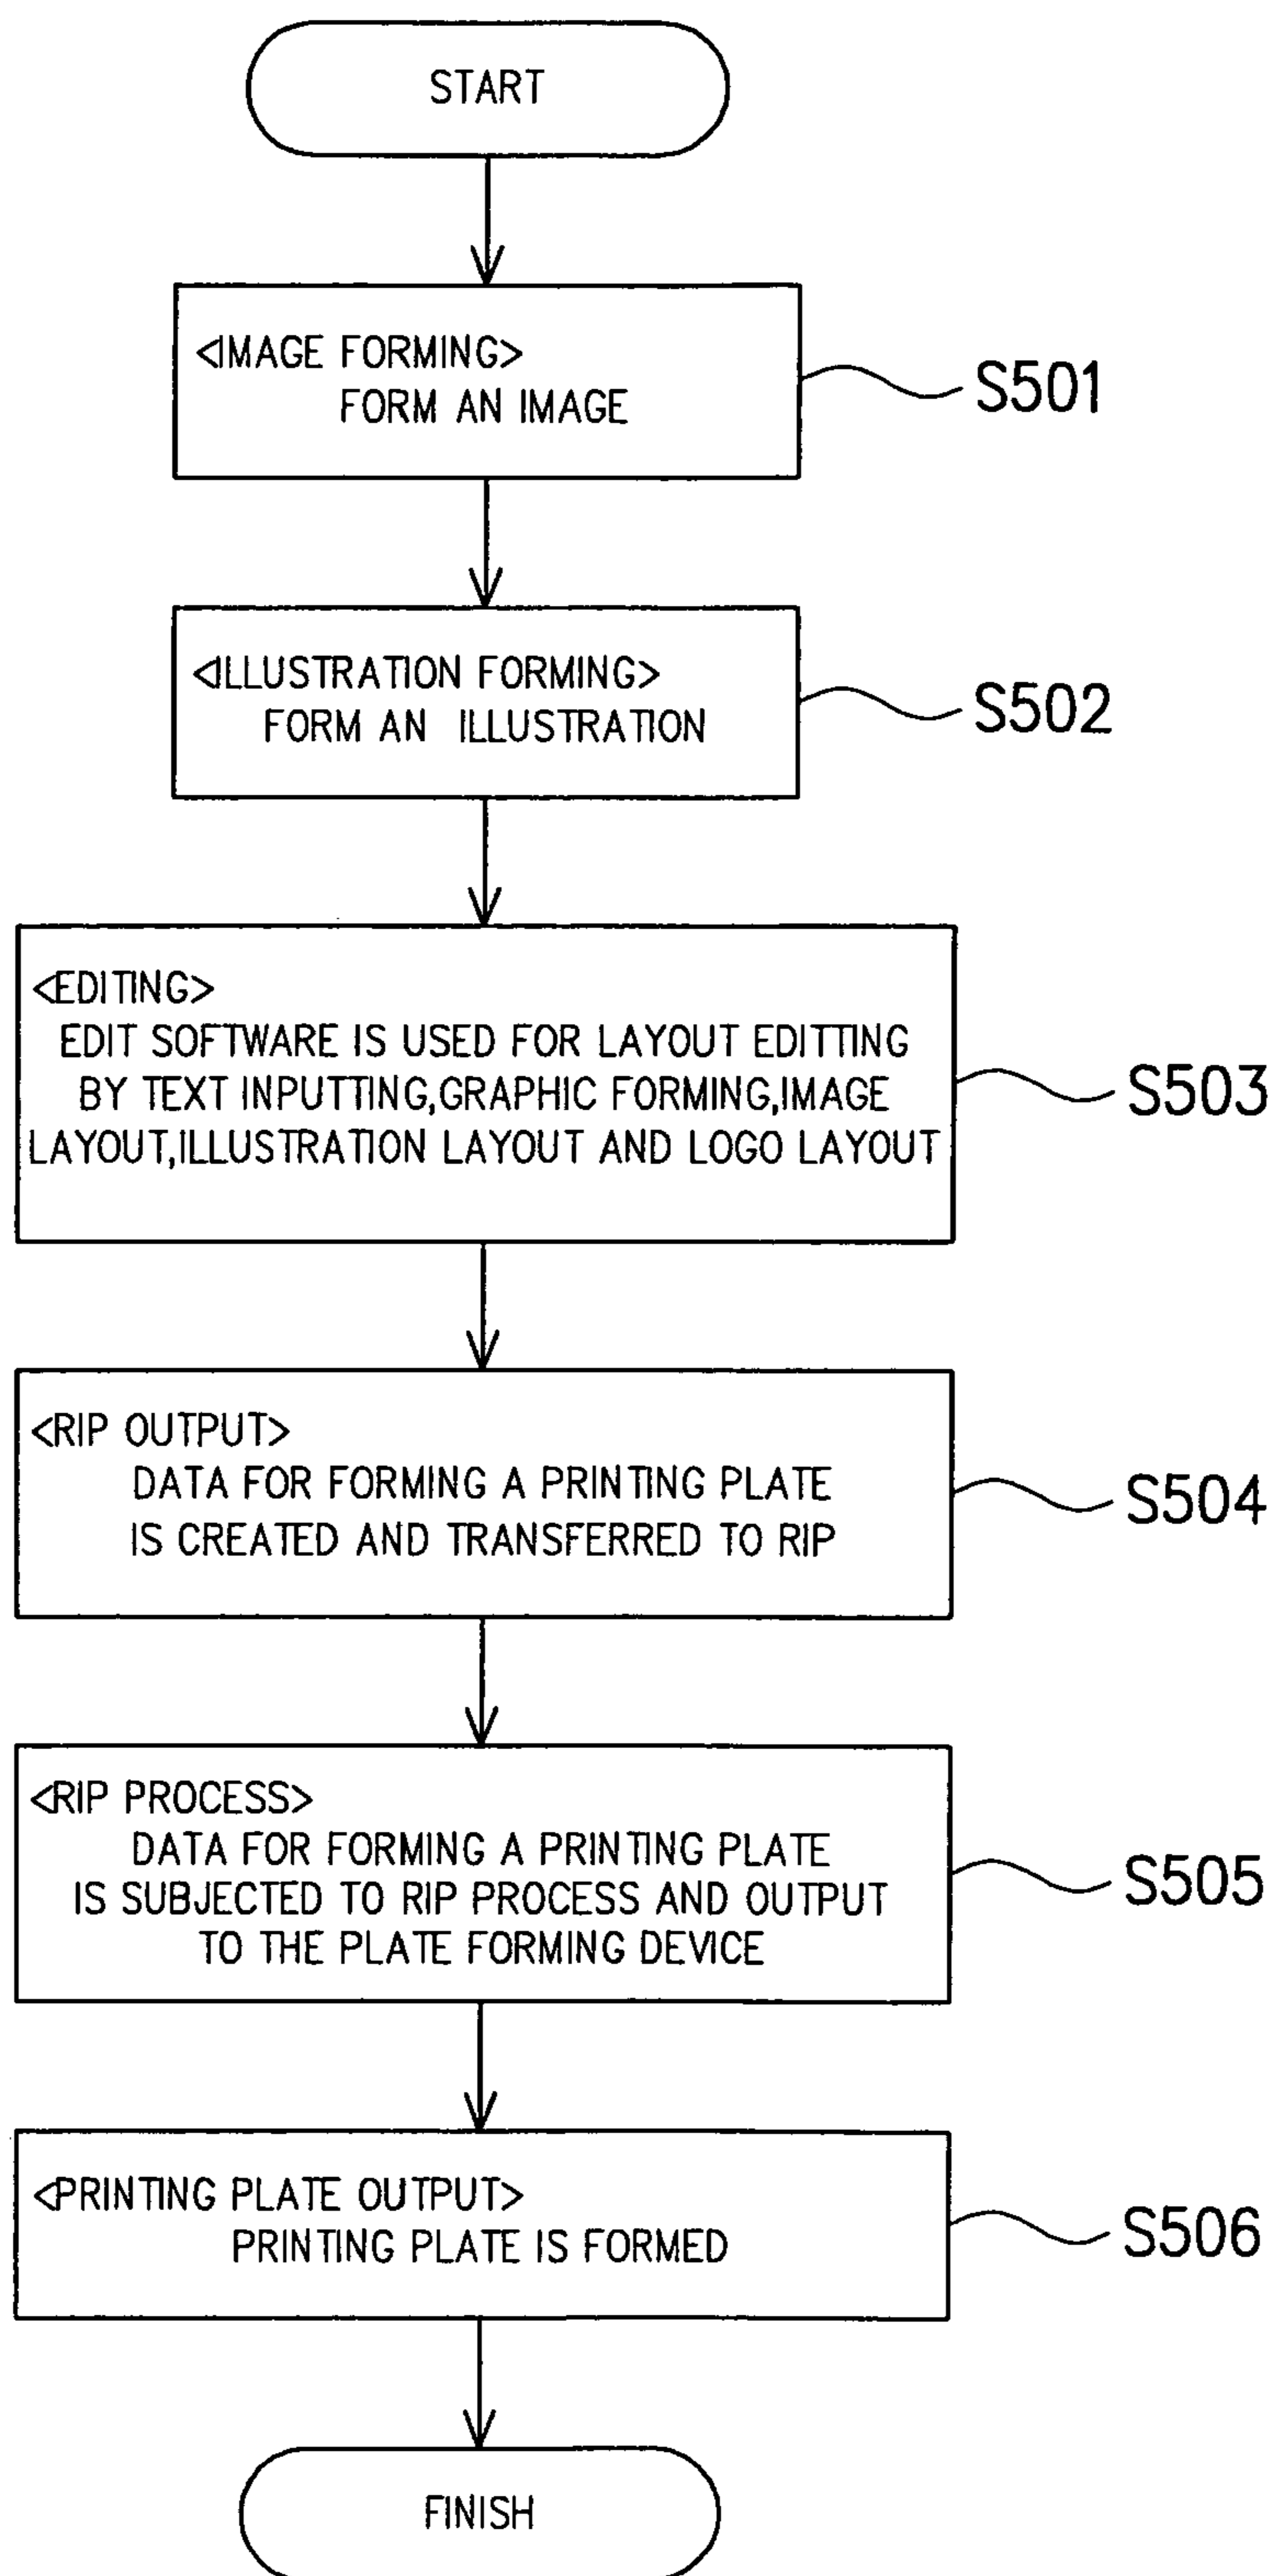 START
<IMAGE FORMING>
FORM AN IMAGE
S501
<ILLUSTRATION FORMING>
FORM AN ILLUSTRATION
S502
<EDITING>
EDIT SOFTWARE IS USED FOR LAYOUT EDITTING
BY TEXT INPUTTING,GRAPHIC FORMING,IMAGE
LAYOUT,ILLUSTRATION LAYOUT AND LOGO LAYOUT
S503
<RIP OUTPUT>
DATA FOR FORMING A PRINTING PLATE
IS CREATED AND TRANSFERRED TO RIP
S504
<RIP PROCESS>
DATA FOR FORMING A PRINTING PLATE
IS SUBJECTED TO RIP PROCESS AND OUTPUT
TO THE PLATE FORMING DEVICE
S505
<PRINTING PLATE OUTPUT>
PRINTING PLATE IS FORMED
S506
FINISH